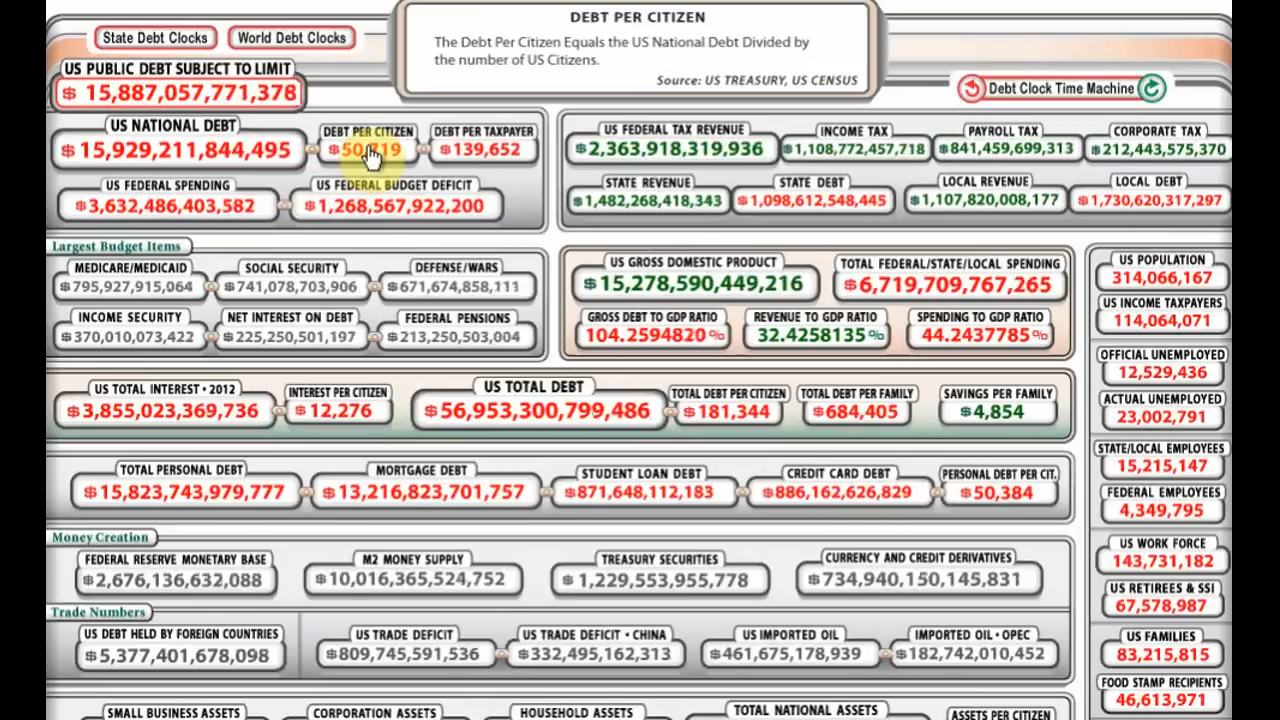 DEBT PER CITIZEN
The Debt Per Citizen Equals the US National Debt Divided by
the number of US Citizens.
Source: US TREASURY, US CENSUS
State Debt Clocks
World Debt Clocks
Debt Clock Time Machine
US PUBLIC DEBT SUBJECT TO LIMIT
$ 15,887,057,771,378
US NATIONAL DEBT
$ 15,929,211,844,495
DEBT PER CITIZEN
DEBT PER TAXPAYER
$ 139,652
US FEDERAL SPENDING
$ 3,632,486,403,582
US FEDERAL BUDGET DEFICIT
$ 1,268,567,922,200
US FEDERAL TAX REVENUE
$ 2,363,918,319,936
INCOME TAX
$ 1,108,772,457,718
PAYROLL TAX
$ 841,459,699,313
CORPORATE TAX
$ 212,443,575,370
STATE REVENUE
$ 1,482,268,418,343
STATE DEBT
$ 1,098,612,548,445
LOCAL REVENUE
$ 1,107,820,008,177
LOCAL DEBT
$ 1,730,620,317,297
Largest Budget Items
MEDICARE/MEDICAID
$ 795,927,915,064
SOCIAL SECURITY
$ 741,078,703,906
DEFENSE/WARS
$ 671,674,858,111
INCOME SECURITY
$ 370,010,073,422
NET INTEREST ON DEBT
$ 225,250,501,197
FEDERAL PENSIONS
$ 213,250,503,004
US GROSS DOMESTIC PRODUCT
$ 15,278,590,449,216
TOTAL FEDERAL/STATE/LOCAL SPENDING
$ 6,719,709,767,265
GROSS DEBT TO GDP RATIO
104.2594820 %
REVENUE TO GDP RATIO
32.4258135 %
SPENDING TO GDP RATIO
44.2437785 %
US TOTAL INTEREST • 2012
$ 3,855,023,369,736
INTEREST PER CITIZEN
$ 12,276
US TOTAL DEBT
$ 56,953,300,799,486
TOTAL DEBT PER CITIZEN
$ 181,344
TOTAL DEBT PER FAMILY
$ 684,405
SAVINGS PER FAMILY
$ 4,854
TOTAL PERSONAL DEBT
$ 15,823,743,979,777
MORTGAGE DEBT
$ 13,216,823,701,757
STUDENT LOAN DEBT
$ 871,648,112,183
CREDIT CARD DEBT
$ 886,162,626,829
PERSONAL DEBT PER CIT.
$ 50,384
Money Creation
FEDERAL RESERVE MONETARY BASE
$ 2,676,136,632,088
M2 MONEY SUPPLY
$ 10,016,365,524,752
TREASURY SECURITIES
$ 1,229,553,955,778
CURRENCY AND CREDIT DERIVATIVES
$ 734,940,150,145,831
Trade Numbers
US DEBT HELD BY FOREIGN COUNTRIES
$ 5,377,401,678,098
US TRADE DEFICIT
$ 809,745,591,536
US TRADE DEFICIT • CHINA
$ 332,495,162,313
US IMPORTED OIL
$ 461,675,178,939
IMPORTED OIL • OPEC
$ 182,742,010,452
SMALL BUSINESS ASSETS
CORPORATION ASSETS
HOUSEHOLD ASSETS
TOTAL NATIONAL ASSETS
ASSETS PER CITIZEN
US POPULATION
314,066,167
US INCOME TAXPAYERS
114,064,071
OFFICIAL UNEMPLOYED
12,529,436
ACTUAL UNEMPLOYED
23,002,791
STATE/LOCAL EMPLOYEES
15,215,147
FEDERAL EMPLOYEES
4,349,795
US WORK FORCE
143,731,182
US RETIREES & SSI
67,578,987
US FAMILIES
83,215,815
FOOD STAMP RECIPIENTS
46,613,971